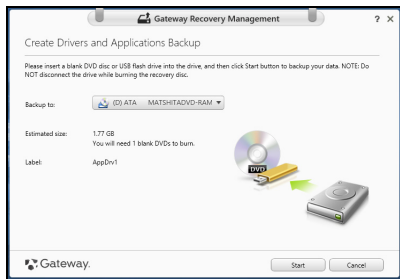 Gateway Recovery Management
? ×
Create Drivers and Applications Backup
Please insert a blank DVD disc or USB flash drive into the drive, and then click Start button to backup your data. NOTE: Do
NOT disconnect the drive while burning the recovery disc.
Backup to: (D) ATA MATSHITADVD-RAM
Estimated size: 1.77 GB
You will need 1 blank DVDs to burn.
Label: AppDrv1
DVD
Gateway.
Start Cancel